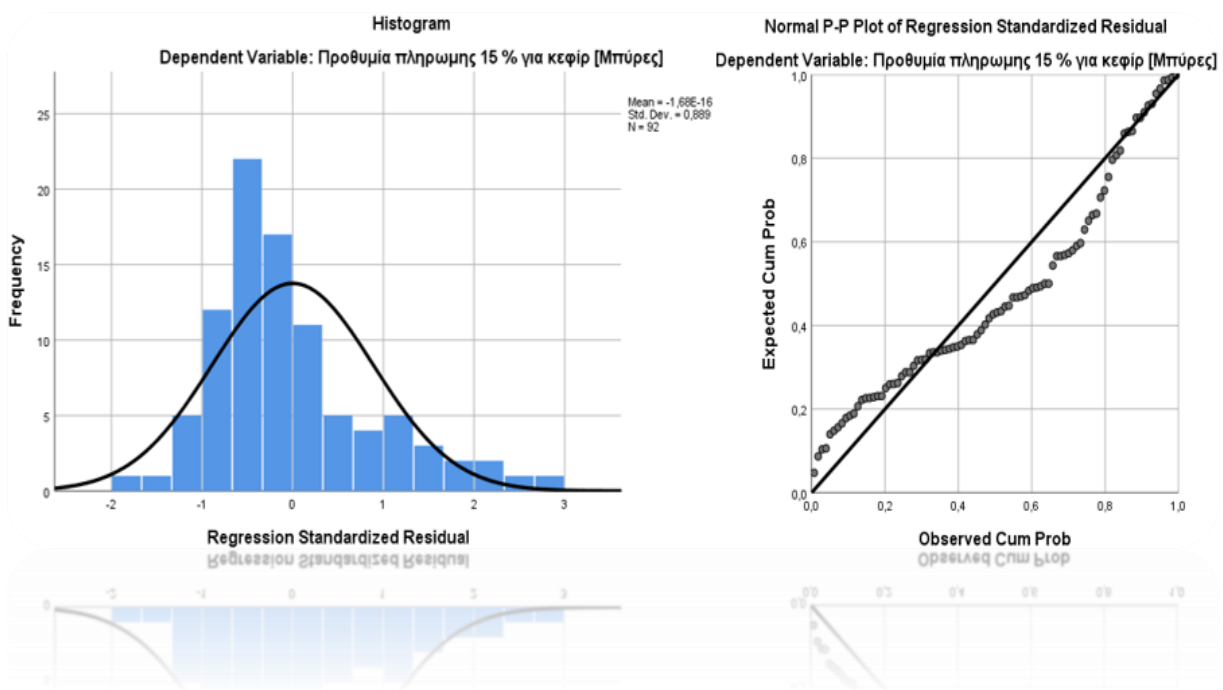 Histogram
Dependent Variable: Προθυμία πληρωμης 15 % για κεφίρ [Μπύρες]
Mean = -1,68E-16
Std. Dev. = 0,889
N = 92
Frequency
25
20
15
10
5
0
-2
-1
0
1
2
3
Regression Standardized Residual
Normal P-P Plot of Regression Standardized Residual
Dependent Variable: Προθυμία πληρωμης 15 % για κεφίρ [Μπύρες]
Expected Cum Prob
1,0
0,8
0,6
0,4
0,2
0,0
0,0
0,2
0,4
0,6
0,8
1,0
Observed Cum Prob